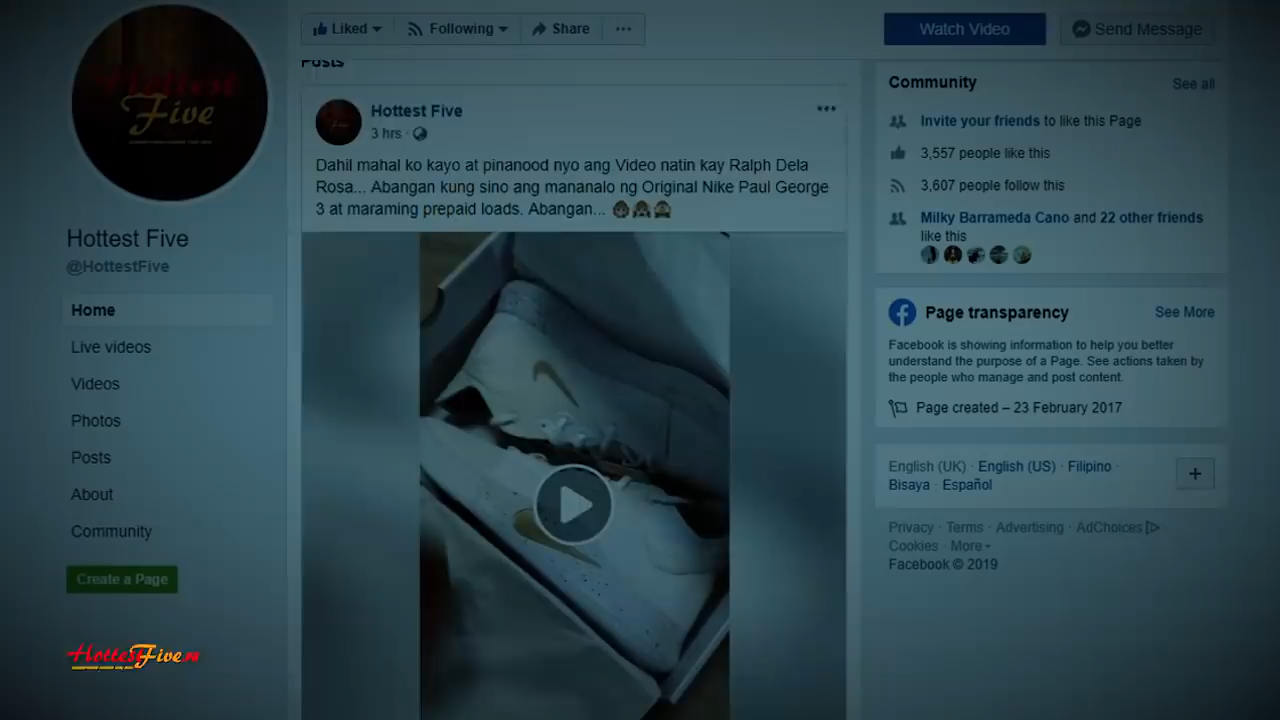 Hottest
Five
Hottest Five
@HottestFive
Home
Live videos
Videos
Photos
Posts
About
Community
Create a Page
HottestFive.PH
Liked
Following
Share
Watch Video
Send Message
Posts
Hottest Five
3 hrs ·
Dahil mahal ko kayo at pinanood nyo ang Video natin kay Ralph Dela
Rosa... Abangan kung sino ang mananalo ng Original Nike Paul George
3 at maraming prepaid loads. Abangan...
Community
See all
Invite your friends to like this Page
3,557 people like this
3,607 people follow this
Milky Barrameda Cano and 22 other friends
like this
Page transparency
See More
Facebook is showing information to help you better
understand the purpose of a Page. See actions taken by
the people who manage and post content.
Page created – 23 February 2017
English (UK) · English (US) · Filipino ·
Bisaya · Español
Privacy · Terms · Advertising · AdChoices
Cookies · More
Facebook © 2019